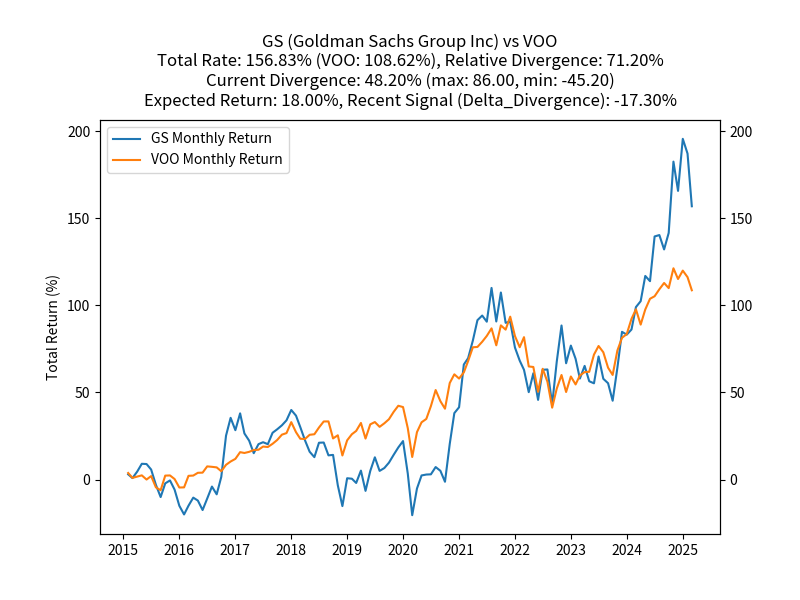 GS (Goldman Sachs Group Inc) vs VOO
Total Rate: 156.83% (VOO: 108.62%), Relative Divergence: 71.20%
Current Divergence: 48.20% (max: 86.00, min: -45.20)
Expected Return: 18.00%, Recent Signal (Delta_Divergence): -17.30%
GS Monthly Return
VOO Monthly Return
Total Return (%)
200
150
100
50
0
200
150
100
50
0
2015 2016 2017 2018 2019 2020 2021 2022 2023 2024 2025